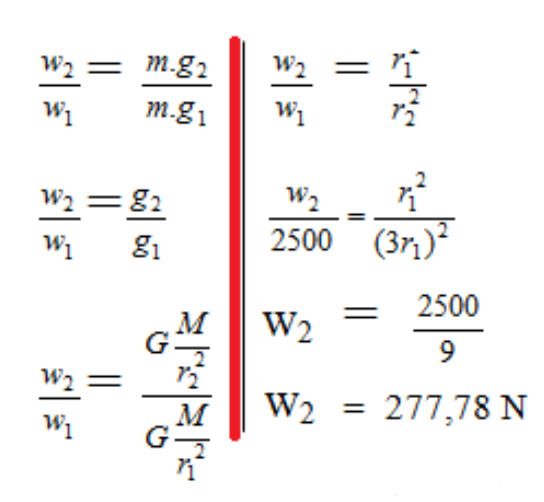 w₂/w₁ = m.g₂/m.g₁
w₂/w₁ = g₂/g₁
w₂/w₁ = (G M/r₂²)/(G M/r₁²)
w₂/w₁ = r₁²/r₂²
w₂/2500 = r₁²/(3r₁)²
W₂ = 2500/9
W₂ = 277,78 N